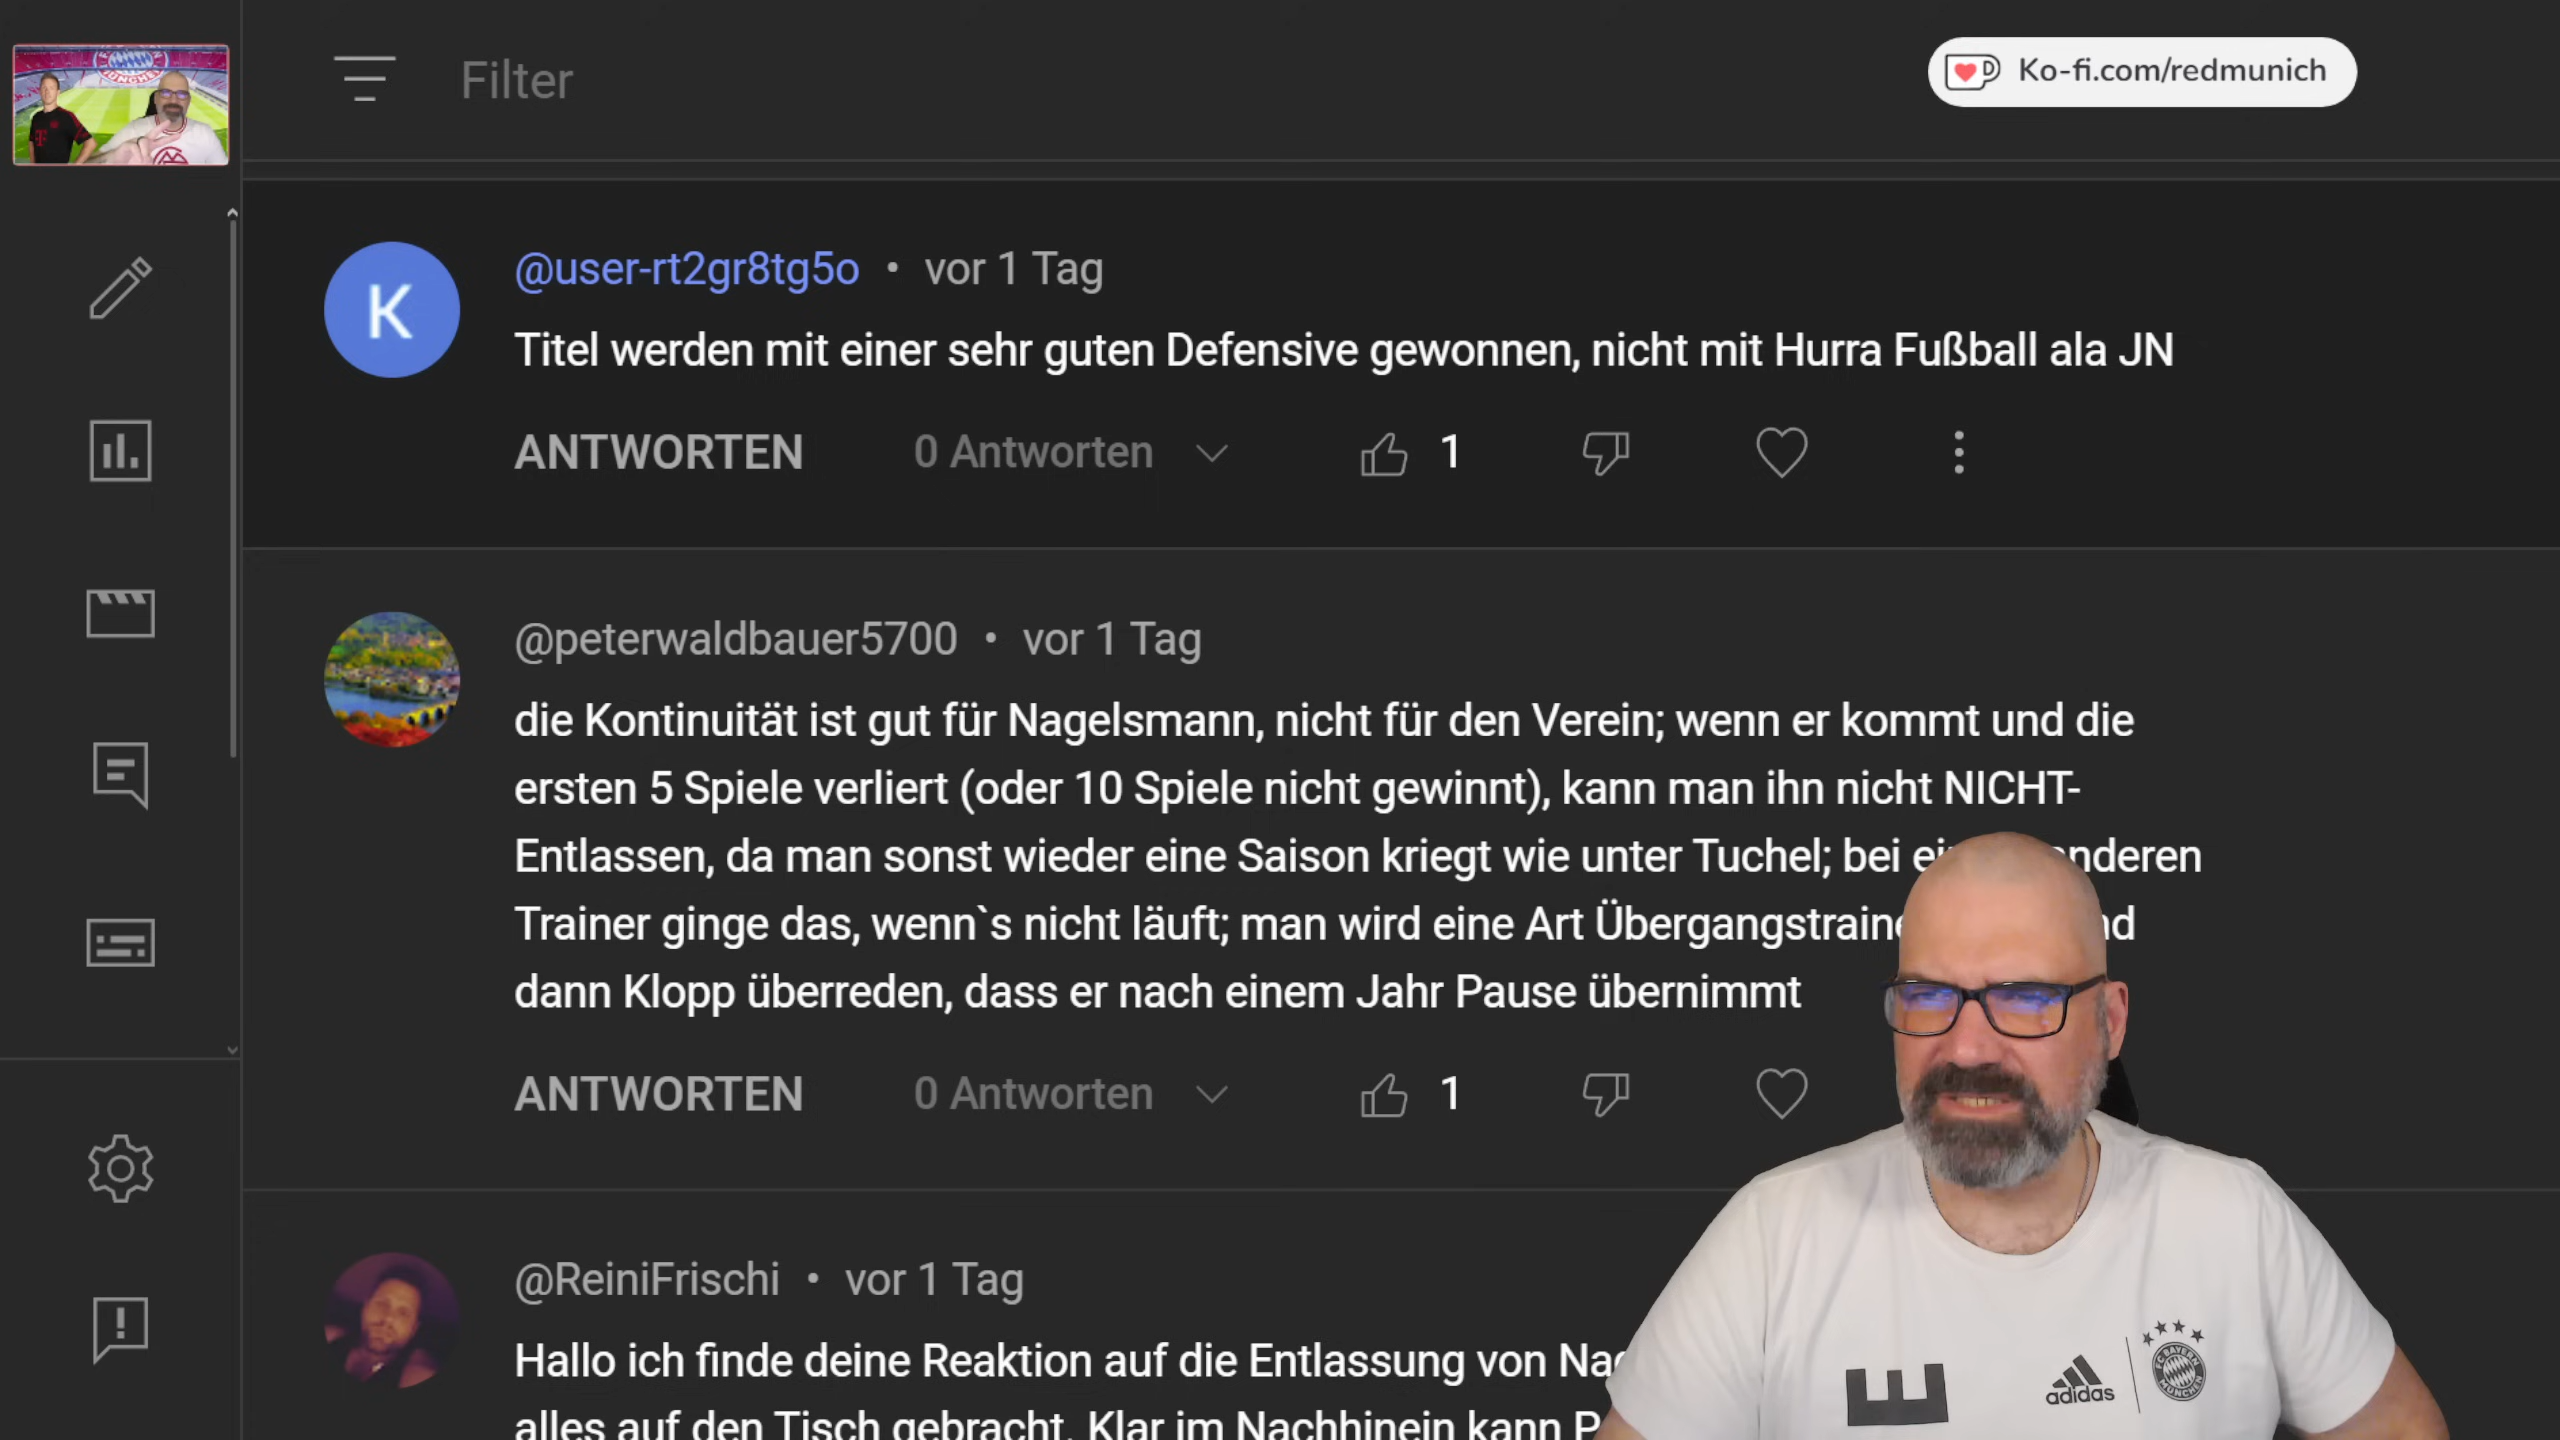 Filter
Ko-fi.com/redmunich
@user-rt2gr8tg5o • vor 1 Tag
K
Titel werden mit einer sehr guten Defensive gewonnen, nicht mit Hurra Fußball ala JN
ANTWORTEN 0 Antworten 1
@peterwaldbauer5700 • vor 1 Tag
die Kontinuität ist gut für Nagelsmann, nicht für den Verein; wenn er kommt und die
ersten 5 Spiele verliert (oder 10 Spiele nicht gewinnt), kann man ihn nicht NICHT-
Entlassen, da man sonst wieder eine Saison kriegt wie unter Tuchel; bei anderen
Trainer ginge das, wenn`s nicht läuft; man wird eine Art
dann Klopp überreden, dass er nach einem Jahr Pause übernimmt
ANTWORTEN 0 Antworten 1
@ReiniFrischi • vor 1 Tag
Hallo ich finde deine Reaktion auf die Entlassung von
alles auf den Tisch gebracht. Klar im Nachhinein kann
adidas
FC BAYERN
MÜNCHEN